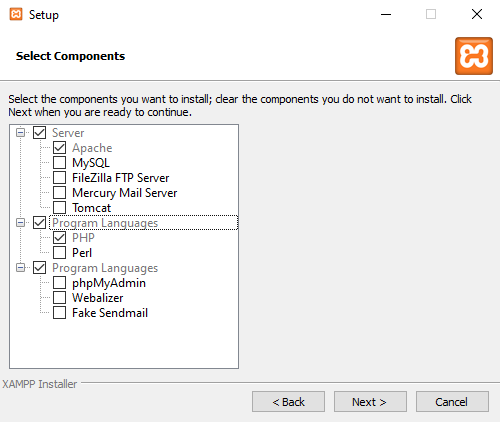 Setup
Select Components
Select the components you want to install; clear the components you do not want to install. Click
Next when you are ready to continue.
Server
Apache
MySQL
FileZilla FTP Server
Mercury Mail Server
Tomcat
Program Languages
PHP
Perl
Program Languages
phpMyAdmin
Webalizer
Fake Sendmail
XAMPP Installer
< Back
Next >
Cancel